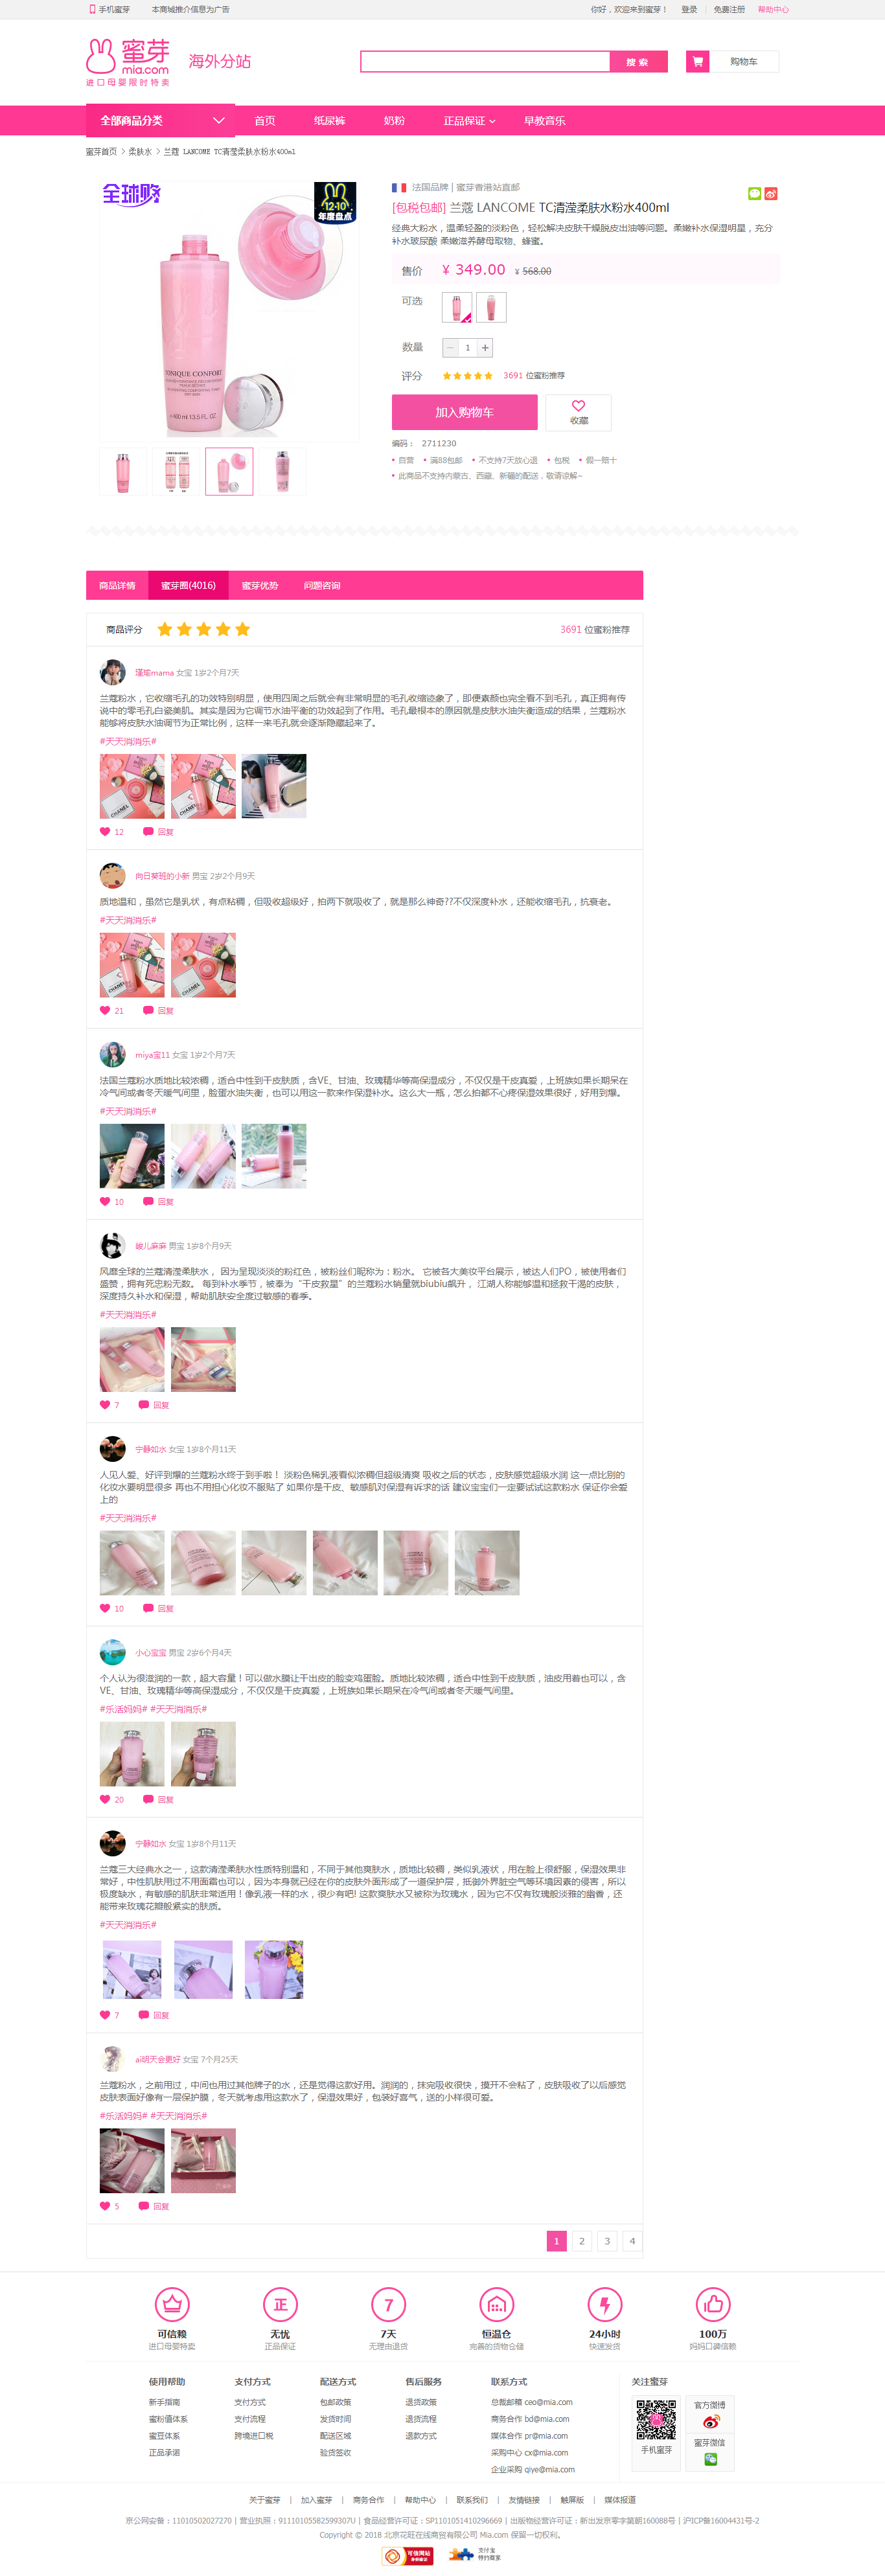 手机蜜芽 本商城推介信息为广告 你好，欢迎来到蜜芽！ 登录 免费注册 帮助中心
蜜芽
mia.com
进口母婴限时特卖
海外分站
搜 索
购物车
全部商品分类 首页 纸尿裤 奶粉 正品保证 早教音乐
蜜芽首页 > 柔肤水 > 兰蔻 LANCOME TC清滢柔肤水粉水400ml
全球购
12·10
年度盘点
TONIQUE CONFORT
℮400 ml 13.5 FL. OZ.
法国品牌 | 蜜芽香港站直邮
[包税包邮] 兰蔻 LANCOME TC清滢柔肤水粉水400ml
经典大粉水，温柔轻盈的淡粉色，轻松解决皮肤干燥脱皮出油等问题。柔嫩补水保湿明星，充分
补水玻尿酸 柔嫩滋养酵母取物、蜂蜜。
售价 ¥ 349.00 ¥ 568.00
可选
数量 1
评分 3691 位蜜粉推荐
加入购物车
收藏
编码： 2711230
自营 满88包邮 不支持7天放心退 包税 假一赔十
此商品不支持内蒙古、西藏、新疆的配送，敬请谅解~
商品详情 蜜芽圈(4016) 蜜芽优势 问题咨询
商品评分 3691 位蜜粉推荐
瑾瑜mama 女宝 1岁2个月7天
兰蔻粉水，它收缩毛孔的功效特别明显，使用四周之后就会有非常明显的毛孔收缩迹象了，即便素颜也完全看不到毛孔，真正拥有传
说中的零毛孔白瓷美肌。其实是因为它调节水油平衡的功效起到了作用。毛孔最根本的原因就是皮肤水油失衡造成的结果，兰蔻粉水
能够将皮肤水油调节为正常比例，这样一来毛孔就会逐渐隐藏起来了。
#天天消消乐#
CHANEL
12 回复
向日葵班的小新 男宝 2岁2个月9天
质地温和，虽然它是乳状，有点粘稠，但吸收超级好，拍两下就吸收了，就是那么神奇??不仅深度补水，还能收缩毛孔，抗衰老。
#天天消消乐#
CHANEL
21 回复
miya宝11 女宝 1岁2个月7天
法国兰蔻粉水质地比较浓稠，适合中性到干皮肤质，含VE、甘油、玫瑰精华等高保湿成分，不仅仅是干皮真爱，上班族如果长期呆在
冷气间或者冬天暖气间里，脸蛋水油失衡，也可以用这一款来作保湿补水。这么大一瓶，怎么拍都不心疼保湿效果很好，好用到爆。
#天天消消乐#
10 回复
峻儿麻麻 男宝 1岁8个月9天
风靡全球的兰蔻清滢柔肤水， 因为呈现淡淡的粉红色，被粉丝们昵称为：粉水。 它被各大美妆平台展示，被达人们PO，被使用者们
盛赞，拥有死忠粉无数。 每到补水季节，被奉为“干皮救星”的兰蔻粉水销量就biubiu飙升， 江湖人称能够温和拯救干渴的皮肤，
深度持久补水和保湿，帮助肌肤安全度过敏感的春季。
#天天消消乐#
7 回复
宁静如水 女宝 1岁8个月11天
人见人爱、好评到爆的兰蔻粉水终于到手啦！ 淡粉色稀乳液看似浓稠但超级清爽 吸收之后的状态，皮肤感觉超级水润 这一点比别的
化妆水要明显很多 再也不用担心化妆不服贴了 如果你是干皮、敏感肌对保湿有诉求的话 建议宝宝们一定要试试这款粉水 保证你会爱
上的
#天天消消乐#
10 回复
小心宝宝 男宝 2岁6个月4天
个人认为很滋润的一款，超大容量！可以做水膜让干出皮的脸变鸡蛋脸。质地比较浓稠，适合中性到干皮肤质，油皮用着也可以，含
VE、甘油、玫瑰精华等高保湿成分，不仅仅是干皮真爱，上班族如果长期呆在冷气间或者冬天暖气间里。
#乐活妈妈# #天天消消乐#
20 回复
宁静如水 女宝 1岁8个月11天
兰蔻三大经典水之一，这款清滢柔肤水性质特别温和，不同于其他爽肤水，质地比较稠，类似乳液状，用在脸上很舒服，保湿效果非
常好，中性肌肤用过不用面霜也可以，因为本身就已经在你的皮肤外面形成了一道保护层，抵御外界脏空气等环境因素的侵害，所以
极度缺水，有敏感的肌肤非常适用！像乳液一样的水，很少有吧! 这款爽肤水又被称为玫瑰水，因为它不仅有玫瑰般淡雅的幽香，还
能带来玫瑰花瓣般紧实的肤质。
#天天消消乐#
7 回复
ai明天会更好 女宝 7个月25天
兰蔻粉水，之前用过，中间也用过其他牌子的水，还是觉得这款好用。润润的，抹完吸收很快，摸开不会粘了，皮肤吸收了以后感觉
皮肤表面好像有一层保护膜，冬天就考虑用这款水了，保湿效果好，包装好喜气，送的小样很可爱。
#乐活妈妈# #天天消消乐#
5 回复
1 2 3 4
正 7
可信赖 无忧 7天 恒温仓 24小时 100万
进口母婴特卖 正品保证 无理由退货 完善的货物仓储 快速发货 妈妈口碑信赖
使用帮助 支付方式 配送方式 售后服务 联系方式 关注蜜芽
新手指南 支付方式 包邮政策 退货政策 总裁邮箱 ceo@mia.com 官方微博
蜜粉值体系 支付流程 发货时间 退货流程 商务合作 bd@mia.com
蜜豆体系 跨境进口税 配送区域 退款方式 媒体合作 pr@mia.com 蜜芽微信
正品承诺 验货签收 采购中心 cx@mia.com 手机蜜芽
企业采购 qiye@mia.com
关于蜜芽 | 加入蜜芽 | 商务合作 | 帮助中心 | 联系我们 | 友情链接 | 触屏版 | 媒体报道
京公网安备：11010502027270 | 营业执照：91110105582599307U | 食品经营许可证：SP1101051410296669 | 出版物经营许可证：新出发京零字第朝160088号 | 沪ICP备16004431号-2
Copyright © 2018 北京花旺在线商贸有限公司 Mia.com 保留一切权利。
可信网站
身份验证
支付宝
特约商家